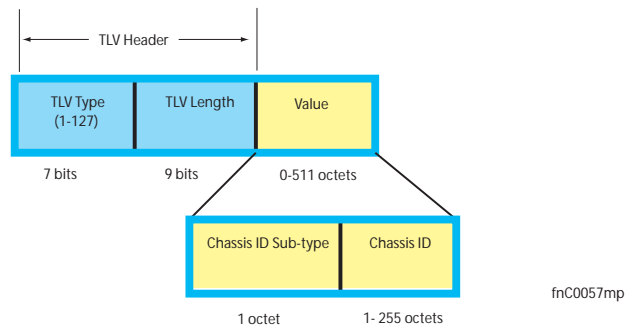 TLV Header
TLV Type
(1-127)
TLV Length
Value
7 bits
9 bits
0-511 octets
Chassis ID Sub-type
Chassis ID
fnC0057mp
1 octet
1- 255 octets